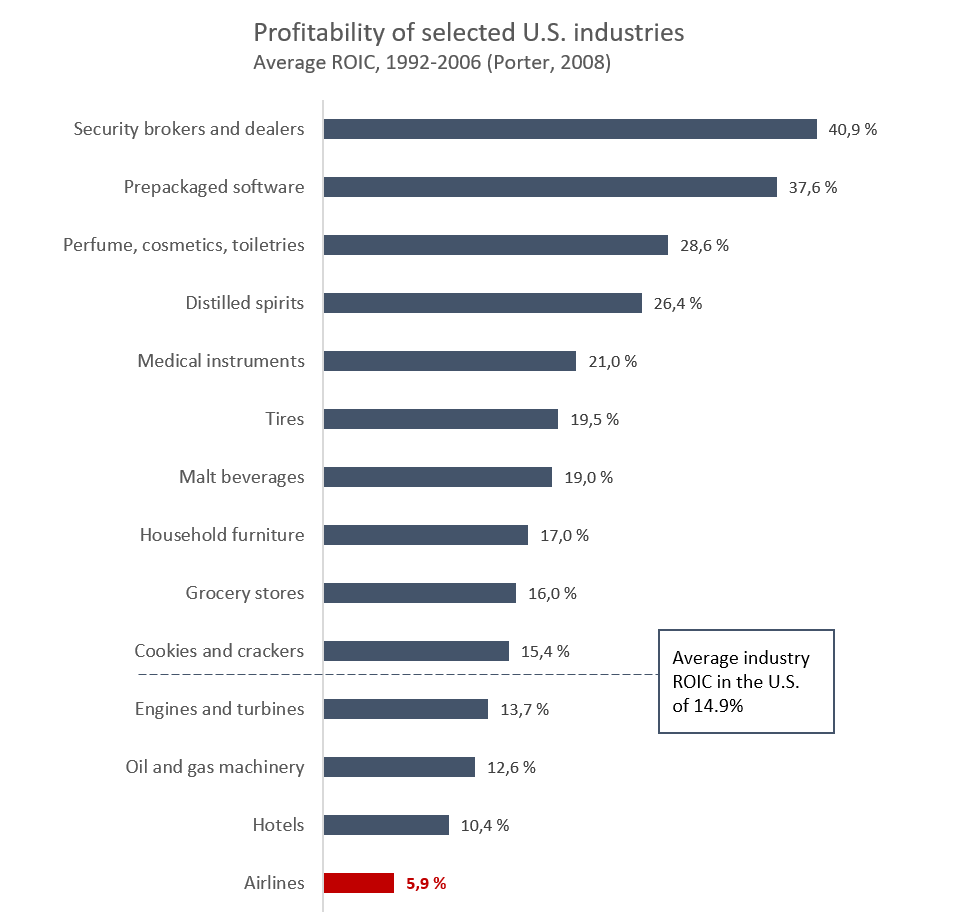 Profitability of selected U.S. industries
Average ROIC, 1992-2006 (Porter, 2008)
Security brokers and dealers 40,9 %
Prepackaged software 37,6 %
Perfume, cosmetics, toiletries 28,6 %
Distilled spirits 26,4 %
Medical instruments 21,0 %
Tires 19,5 %
Malt beverages 19,0 %
Household furniture 17,0 %
Grocery stores 16,0 %
Cookies and crackers 15,4 %
Average industry
ROIC in the U.S.
of 14.9%
Engines and turbines 13,7 %
Oil and gas machinery 12,6 %
Hotels 10,4 %
Airlines 5,9 %